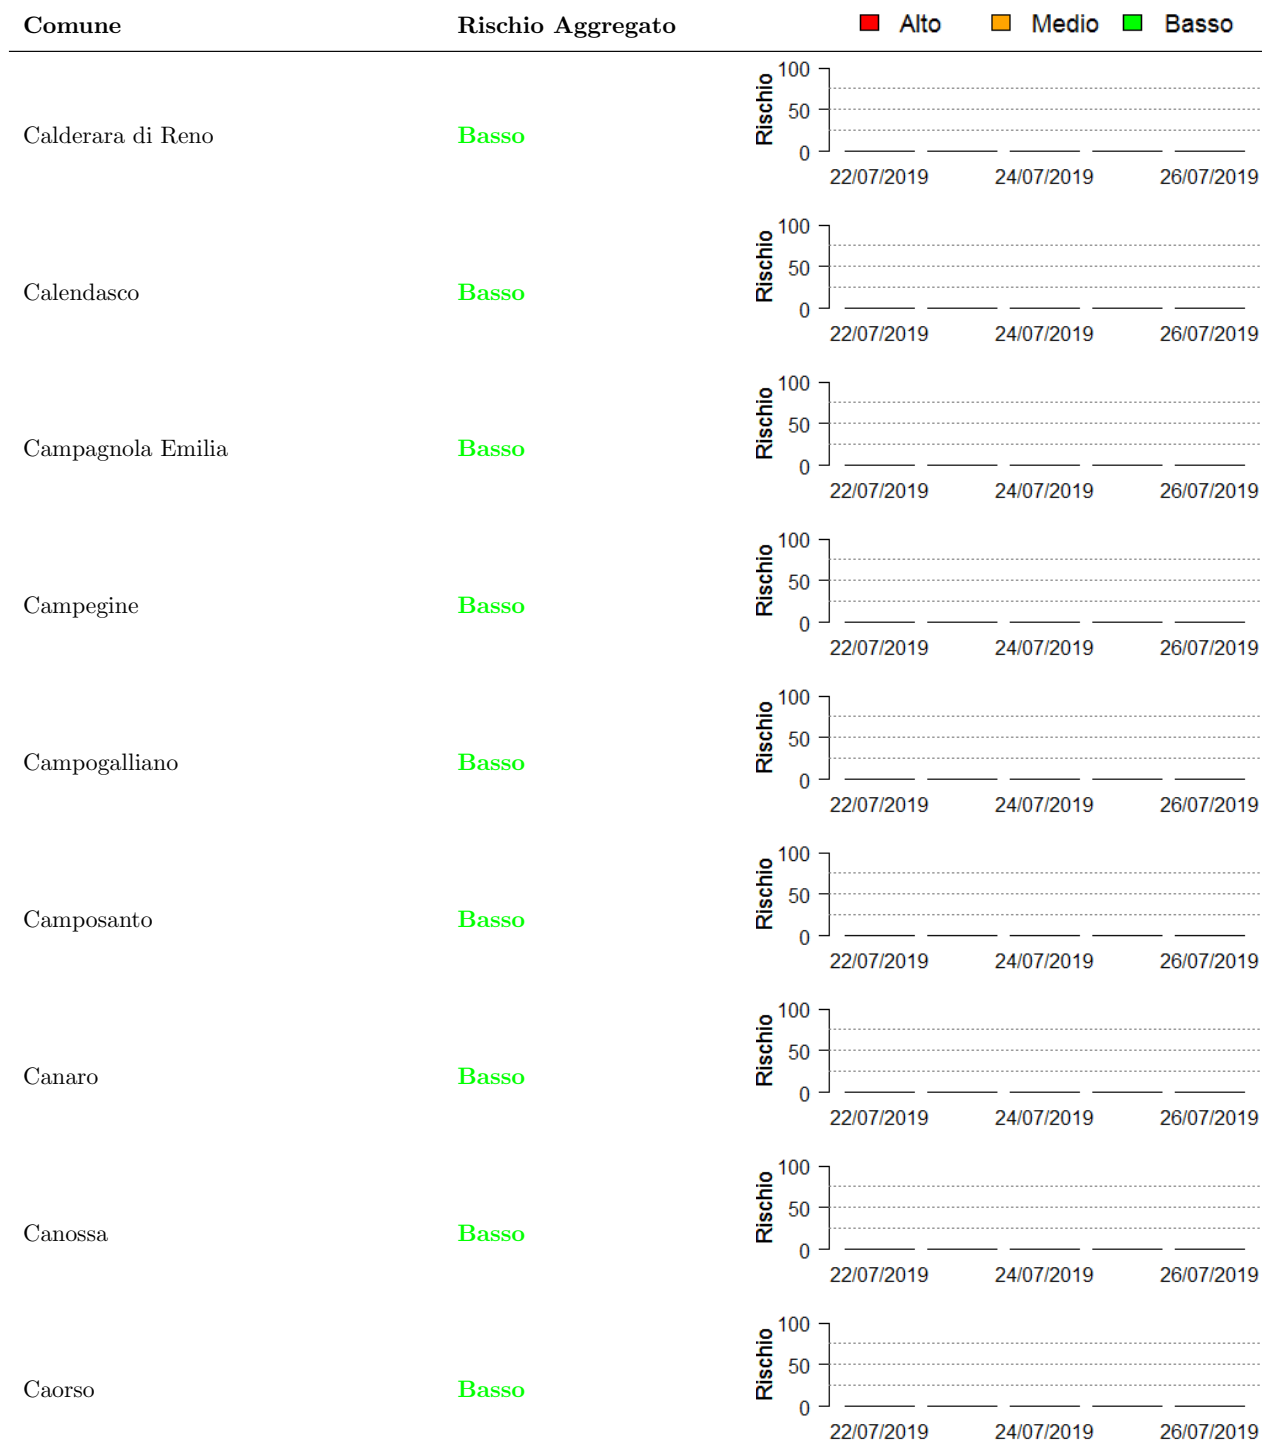 Comune Rischio Aggregato Alto Medio Basso
100
Rischio
50
Calderara di Reno Basso
0
22/07/2019 24/07/2019 26/07/2019
100
Rischio
50
Calendasco Basso
0
22/07/2019 24/07/2019 26/07/2019
100
Rischio
50
Campagnola Emilia Basso
0
22/07/2019 24/07/2019 26/07/2019
100
Rischio
50
Campegine Basso
0
22/07/2019 24/07/2019 26/07/2019
100
Rischio
50
Campogalliano Basso
0
22/07/2019 24/07/2019 26/07/2019
100
Rischio
50
Camposanto Basso
0
22/07/2019 24/07/2019 26/07/2019
100
Rischio
50
Canaro Basso
0
22/07/2019 24/07/2019 26/07/2019
100
Rischio
50
Canossa Basso
0
22/07/2019 24/07/2019 26/07/2019
100
Rischio
50
Caorso Basso
0
22/07/2019 24/07/2019 26/07/2019